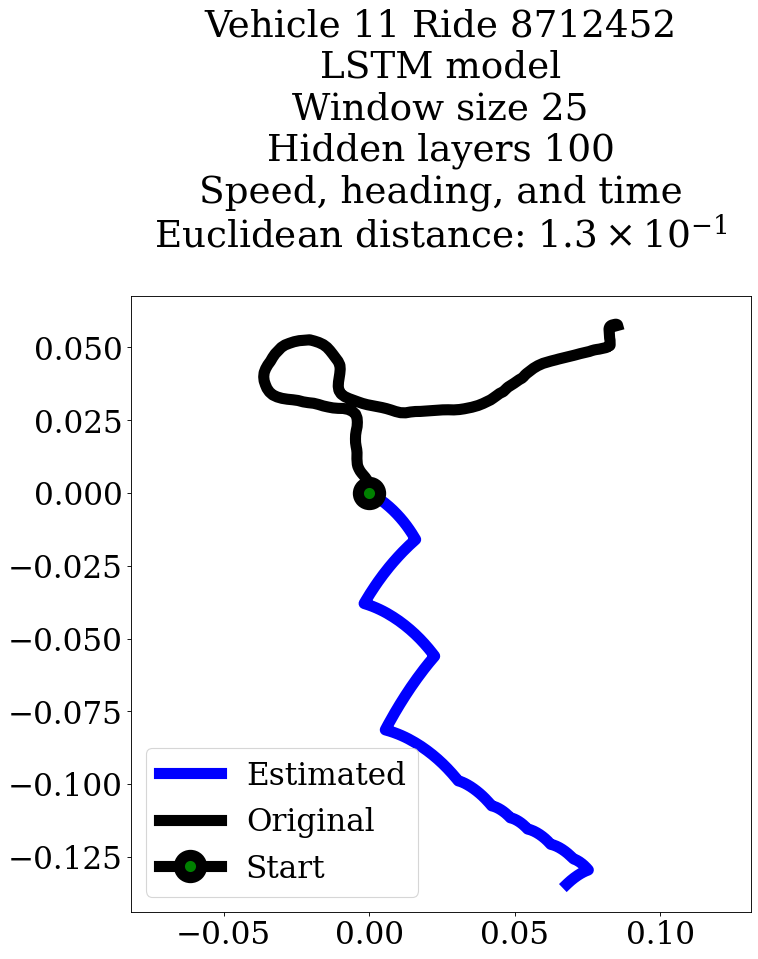 Vehicle 11 Ride 8712452
LSTM model
Window size 25
Hidden layers 100
Speed, heading, and time
Euclidean distance: 1.3 × 10⁻¹
0.050
0.025
0.000
−0.025
−0.050
−0.075
−0.100
−0.125
Estimated
Original
Start
−0.05 0.00 0.05 0.10